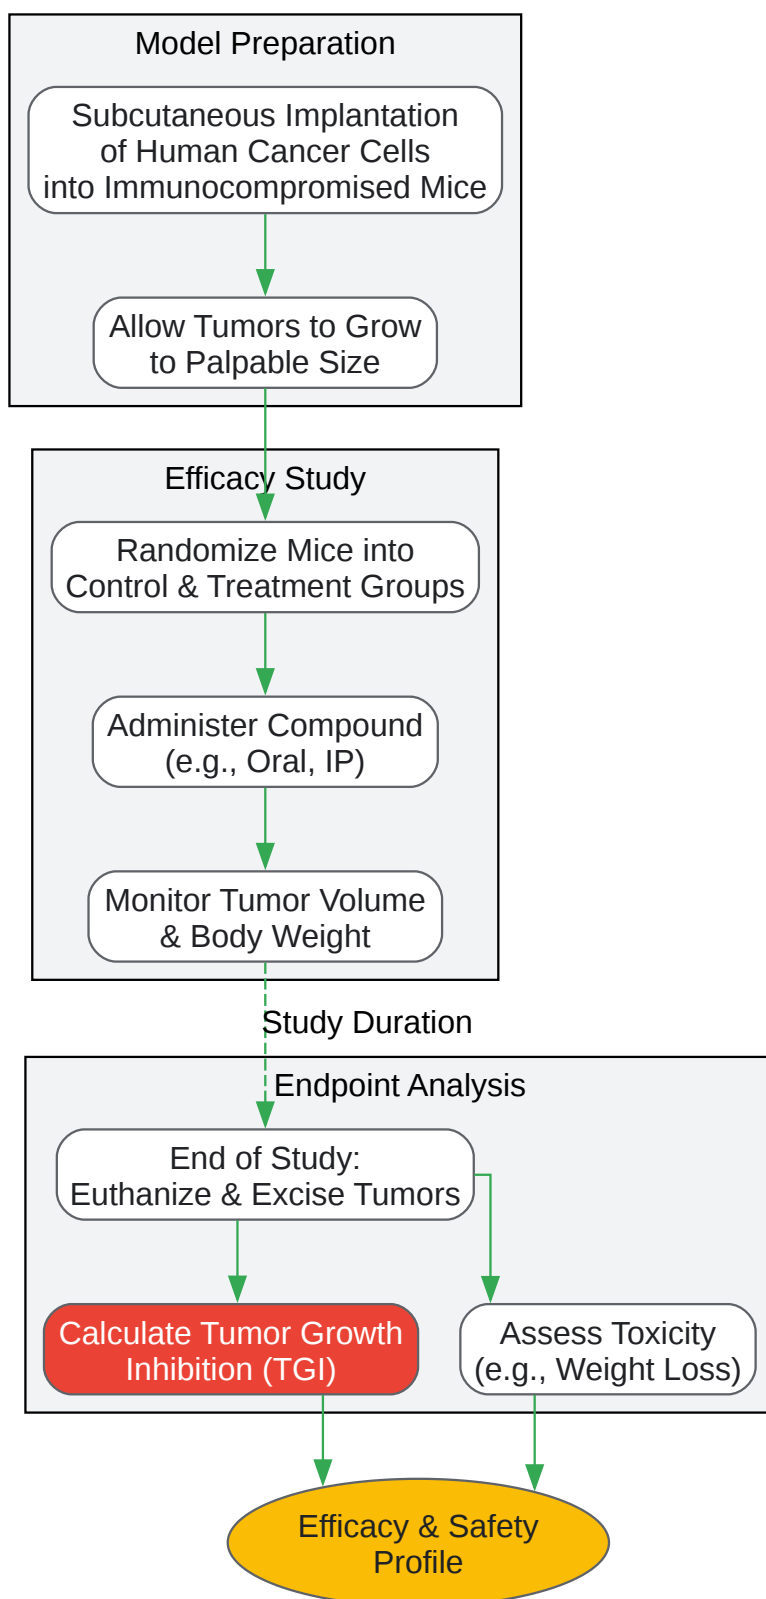 Model Preparation
Subcutaneous Implantation
of Human Cancer Cells
into Immunocompromised Mice
Allow Tumors to Grow
to Palpable Size
Efficacy Study
Randomize Mice into
Control & Treatment Groups
Administer Compound
(e.g., Oral, IP)
Monitor Tumor Volume
& Body Weight
Study Duration
Endpoint Analysis
End of Study:
Euthanize & Excise Tumors
Calculate Tumor Growth
Inhibition (TGI)
Assess Toxicity
(e.g., Weight Loss)
Efficacy & Safety
Profile